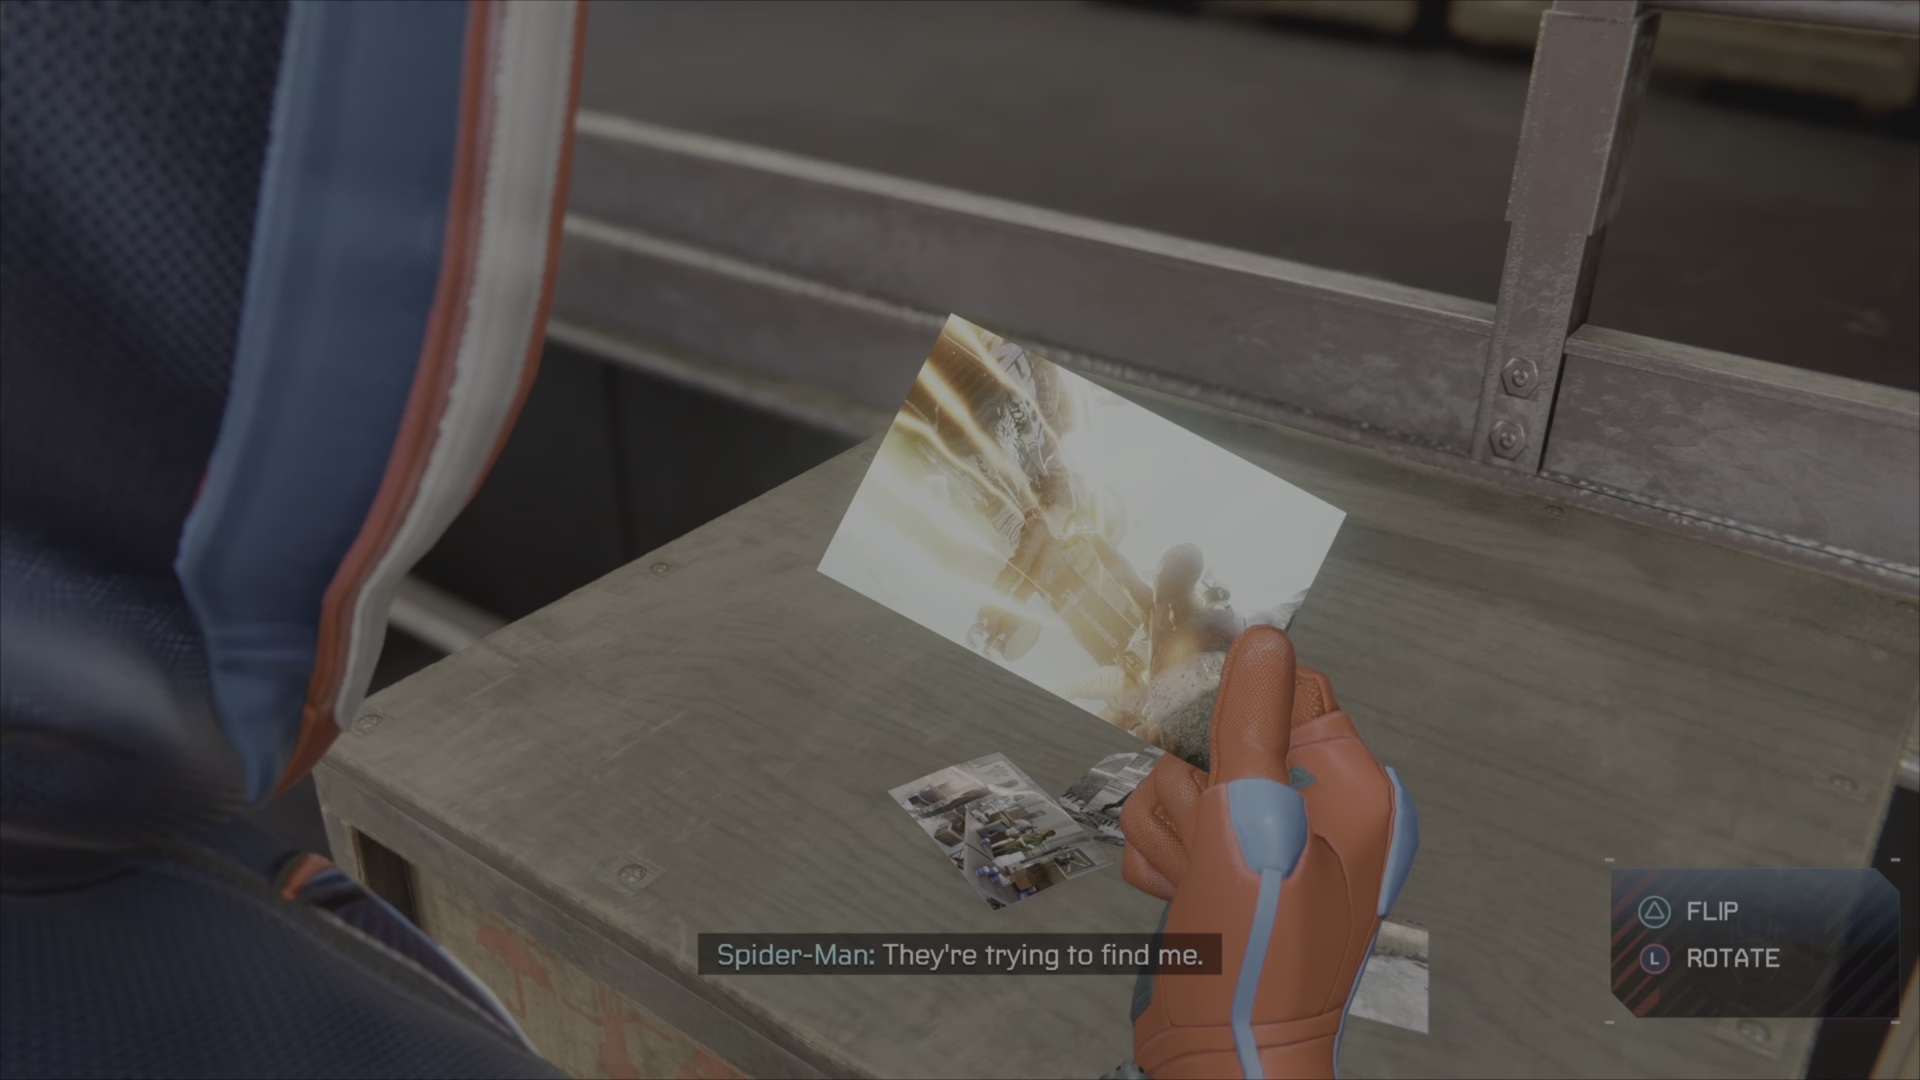 Spider-Man: They're trying to find me.
FLIP
L ROTATE